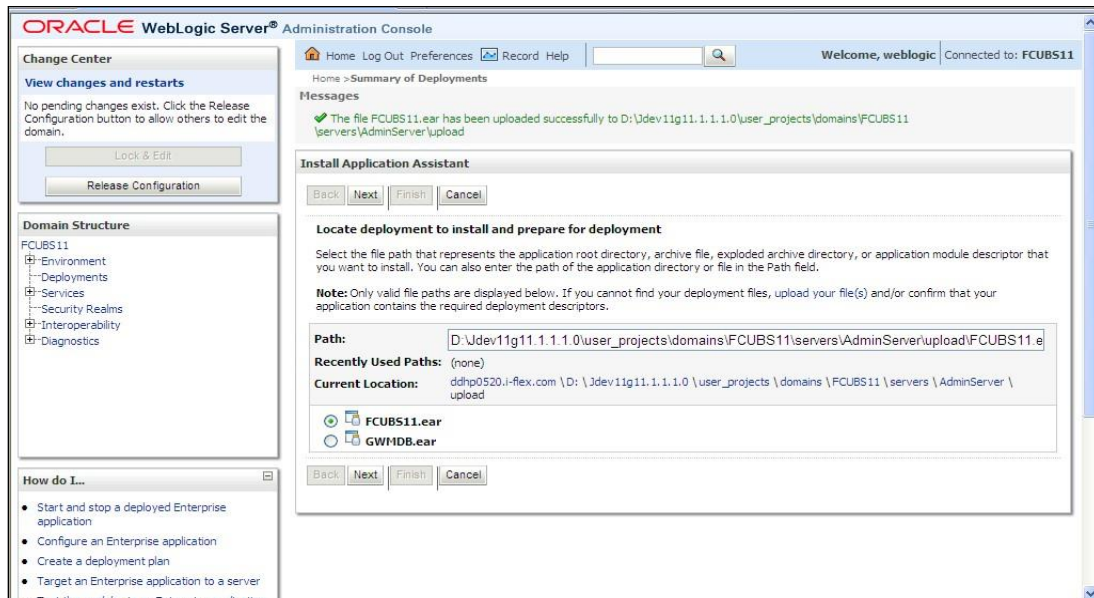 ORACLE WebLogic Server® Administration Console
Change Center
View changes and restarts
No pending changes exist. Click the Release
Configuration button to allow others to edit the
domain.
Lock & Edit
Release Configuration
Domain Structure
FCUBS11
Environment
Deployments
Services
Security Realms
Interoperability
Diagnostics
How do I...
Start and stop a deployed Enterprise
application
Configure an Enterprise application
Create a deployment plan
Target an Enterprise application to a server
Home Log Out Preferences Record Help
Welcome, weblogic Connected to: FCUBS11
Home >Summary of Deployments
Messages
The file FCUBS11.ear has been uploaded successfully to D:\Jdev11g11.1.1.1.0\user_projects\domains\FCUBS11
\servers\AdminServer\upload
Install Application Assistant
Back Next Finish Cancel
Locate deployment to install and prepare for deployment
Select the file path that represents the application root directory, archive file, exploded archive directory, or application module descriptor that
you want to install. You can also enter the path of the application directory or file in the Path field.
Note: Only valid file paths are displayed below. If you cannot find your deployment files, upload your file(s) and/or confirm that your
application contains the required deployment descriptors.
Path: D:\Jdev11g11.1.1.1.0\user_projects\domains\FCUBS11\servers\AdminServer\upload\FCUBS11.e
Recently Used Paths: (none)
Current Location: ddhp0520.i-flex.com \ D: \ Jdev11g11.1.1.1.0 \ user_projects \ domains \ FCUBS11 \ servers \ AdminServer \
upload
FCUBS11.ear
GWMDB.ear
Back Next Finish Cancel